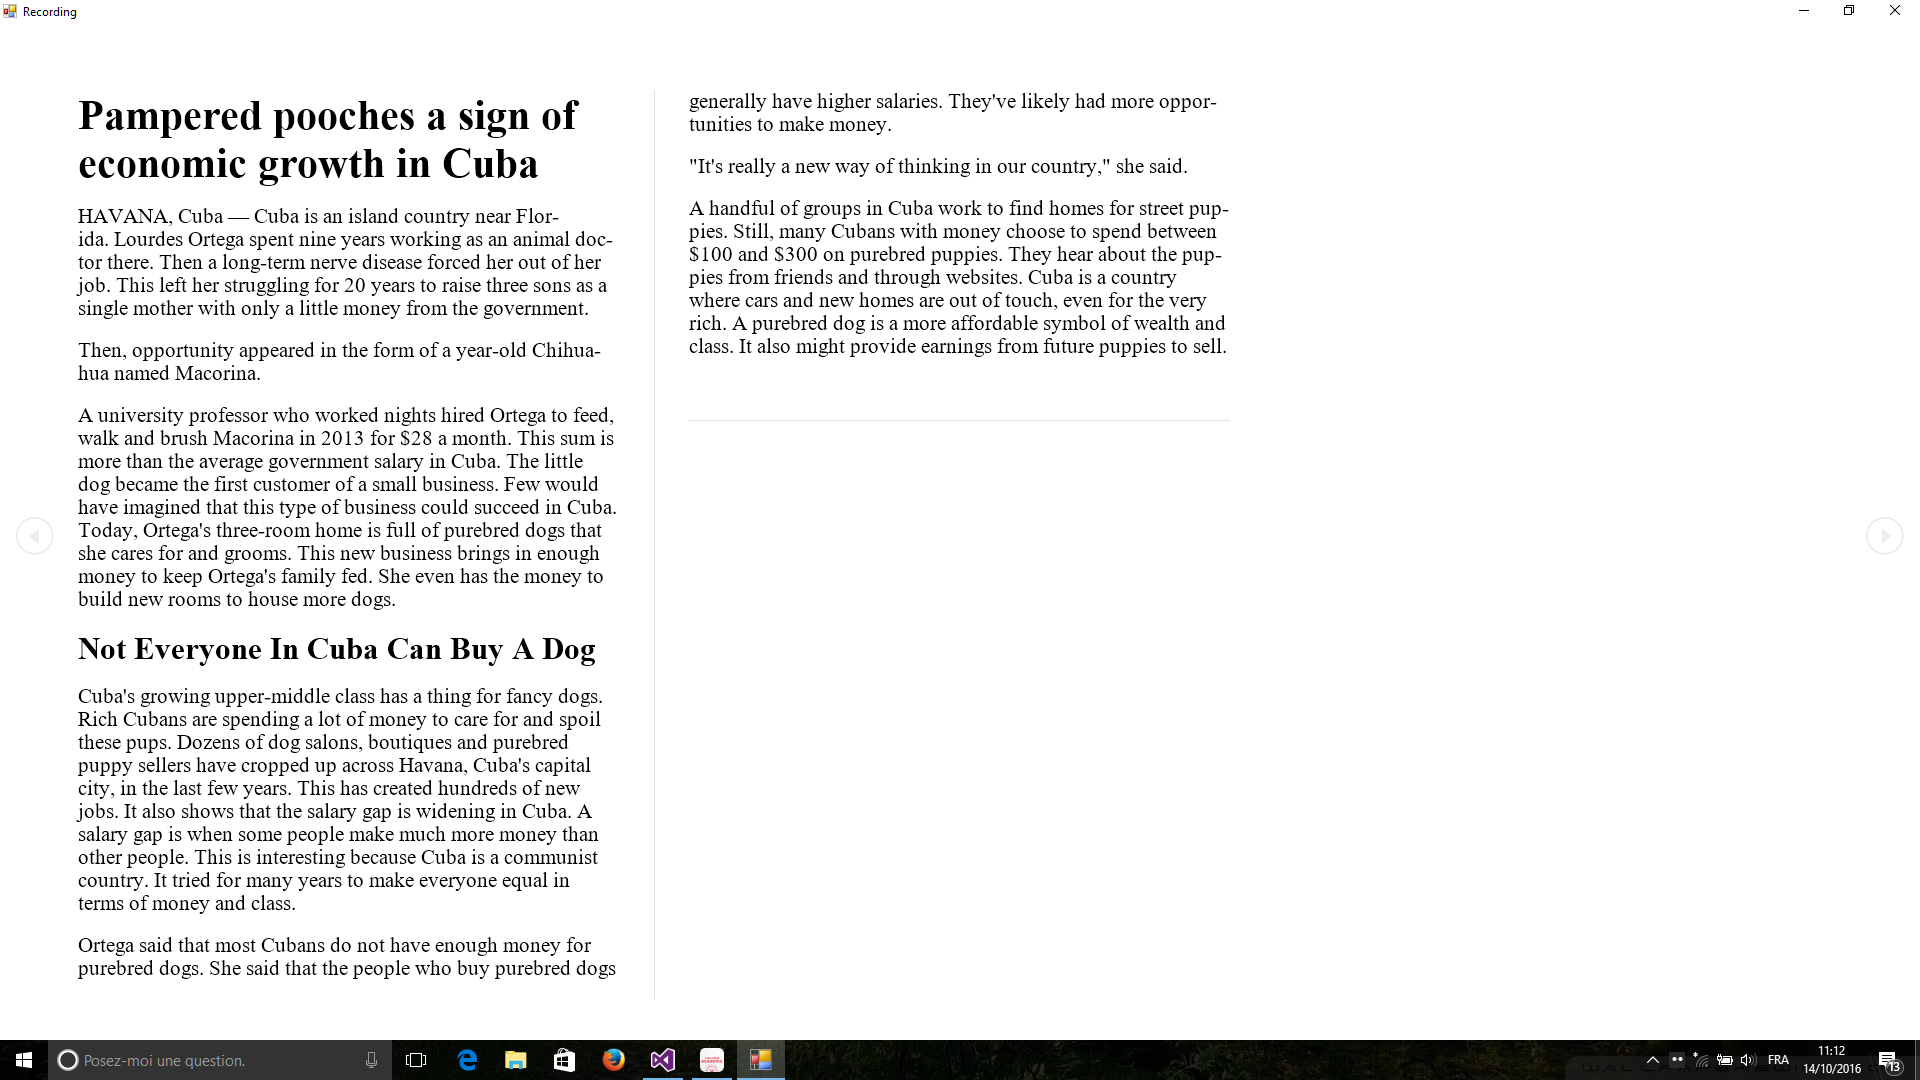 Recording
Pampered pooches a sign of
economic growth in Cuba
HAVANA, Cuba — Cuba is an island country near Flor-
ida. Lourdes Ortega spent nine years working as an animal doc-
tor there. Then a long-term nerve disease forced her out of her
job. This left her struggling for 20 years to raise three sons as a
single mother with only a little money from the government.
Then, opportunity appeared in the form of a year-old Chihua-
hua named Macorina.
A university professor who worked nights hired Ortega to feed,
walk and brush Macorina in 2013 for $28 a month. This sum is
more than the average government salary in Cuba. The little
dog became the first customer of a small business. Few would
have imagined that this type of business could succeed in Cuba.
Today, Ortega's three-room home is full of purebred dogs that
she cares for and grooms. This new business brings in enough
money to keep Ortega's family fed. She even has the money to
build new rooms to house more dogs.
Not Everyone In Cuba Can Buy A Dog
Cuba's growing upper-middle class has a thing for fancy dogs.
Rich Cubans are spending a lot of money to care for and spoil
these pups. Dozens of dog salons, boutiques and purebred
puppy sellers have cropped up across Havana, Cuba's capital
city, in the last few years. This has created hundreds of new
jobs. It also shows that the salary gap is widening in Cuba. A
salary gap is when some people make much more money than
other people. This is interesting because Cuba is a communist
country. It tried for many years to make everyone equal in
terms of money and class.
Ortega said that most Cubans do not have enough money for
purebred dogs. She said that the people who buy purebred dogs
generally have higher salaries. They've likely had more oppor-
tunities to make money.
"It's really a new way of thinking in our country," she said.
A handful of groups in Cuba work to find homes for street pup-
pies. Still, many Cubans with money choose to spend between
$100 and $300 on purebred puppies. They hear about the pup-
pies from friends and through websites. Cuba is a country
where cars and new homes are out of touch, even for the very
rich. A purebred dog is a more affordable symbol of wealth and
class. It also might provide earnings from future puppies to sell.
Posez-moi une question.
FRA
11:12
14/10/2016
13